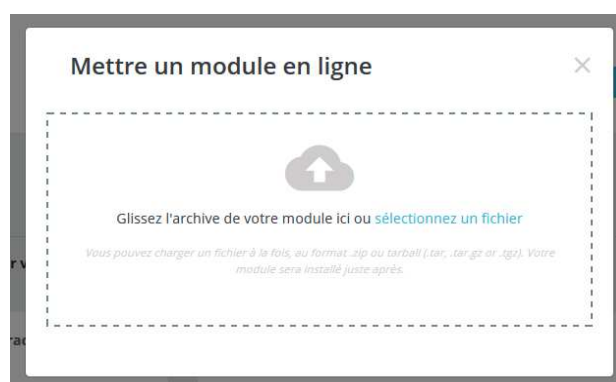 Mettre un module en ligne
Glissez l'archive de votre module ici ou sélectionnez un fichier
Vous pouvez charger un fichier à la fois, au format .zip ou tarball (.tar, .tar.gz or .tgz). Votre
module sera installé juste après.
r v
rac